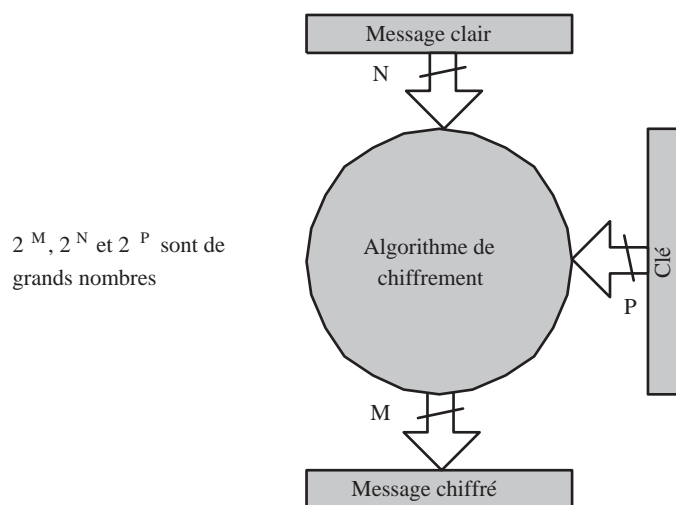 Message clair
N
2 M, 2 N et 2 P sont de
grands nombres
Algorithme de
chiffrement
Clé
P
M
Message chiffré